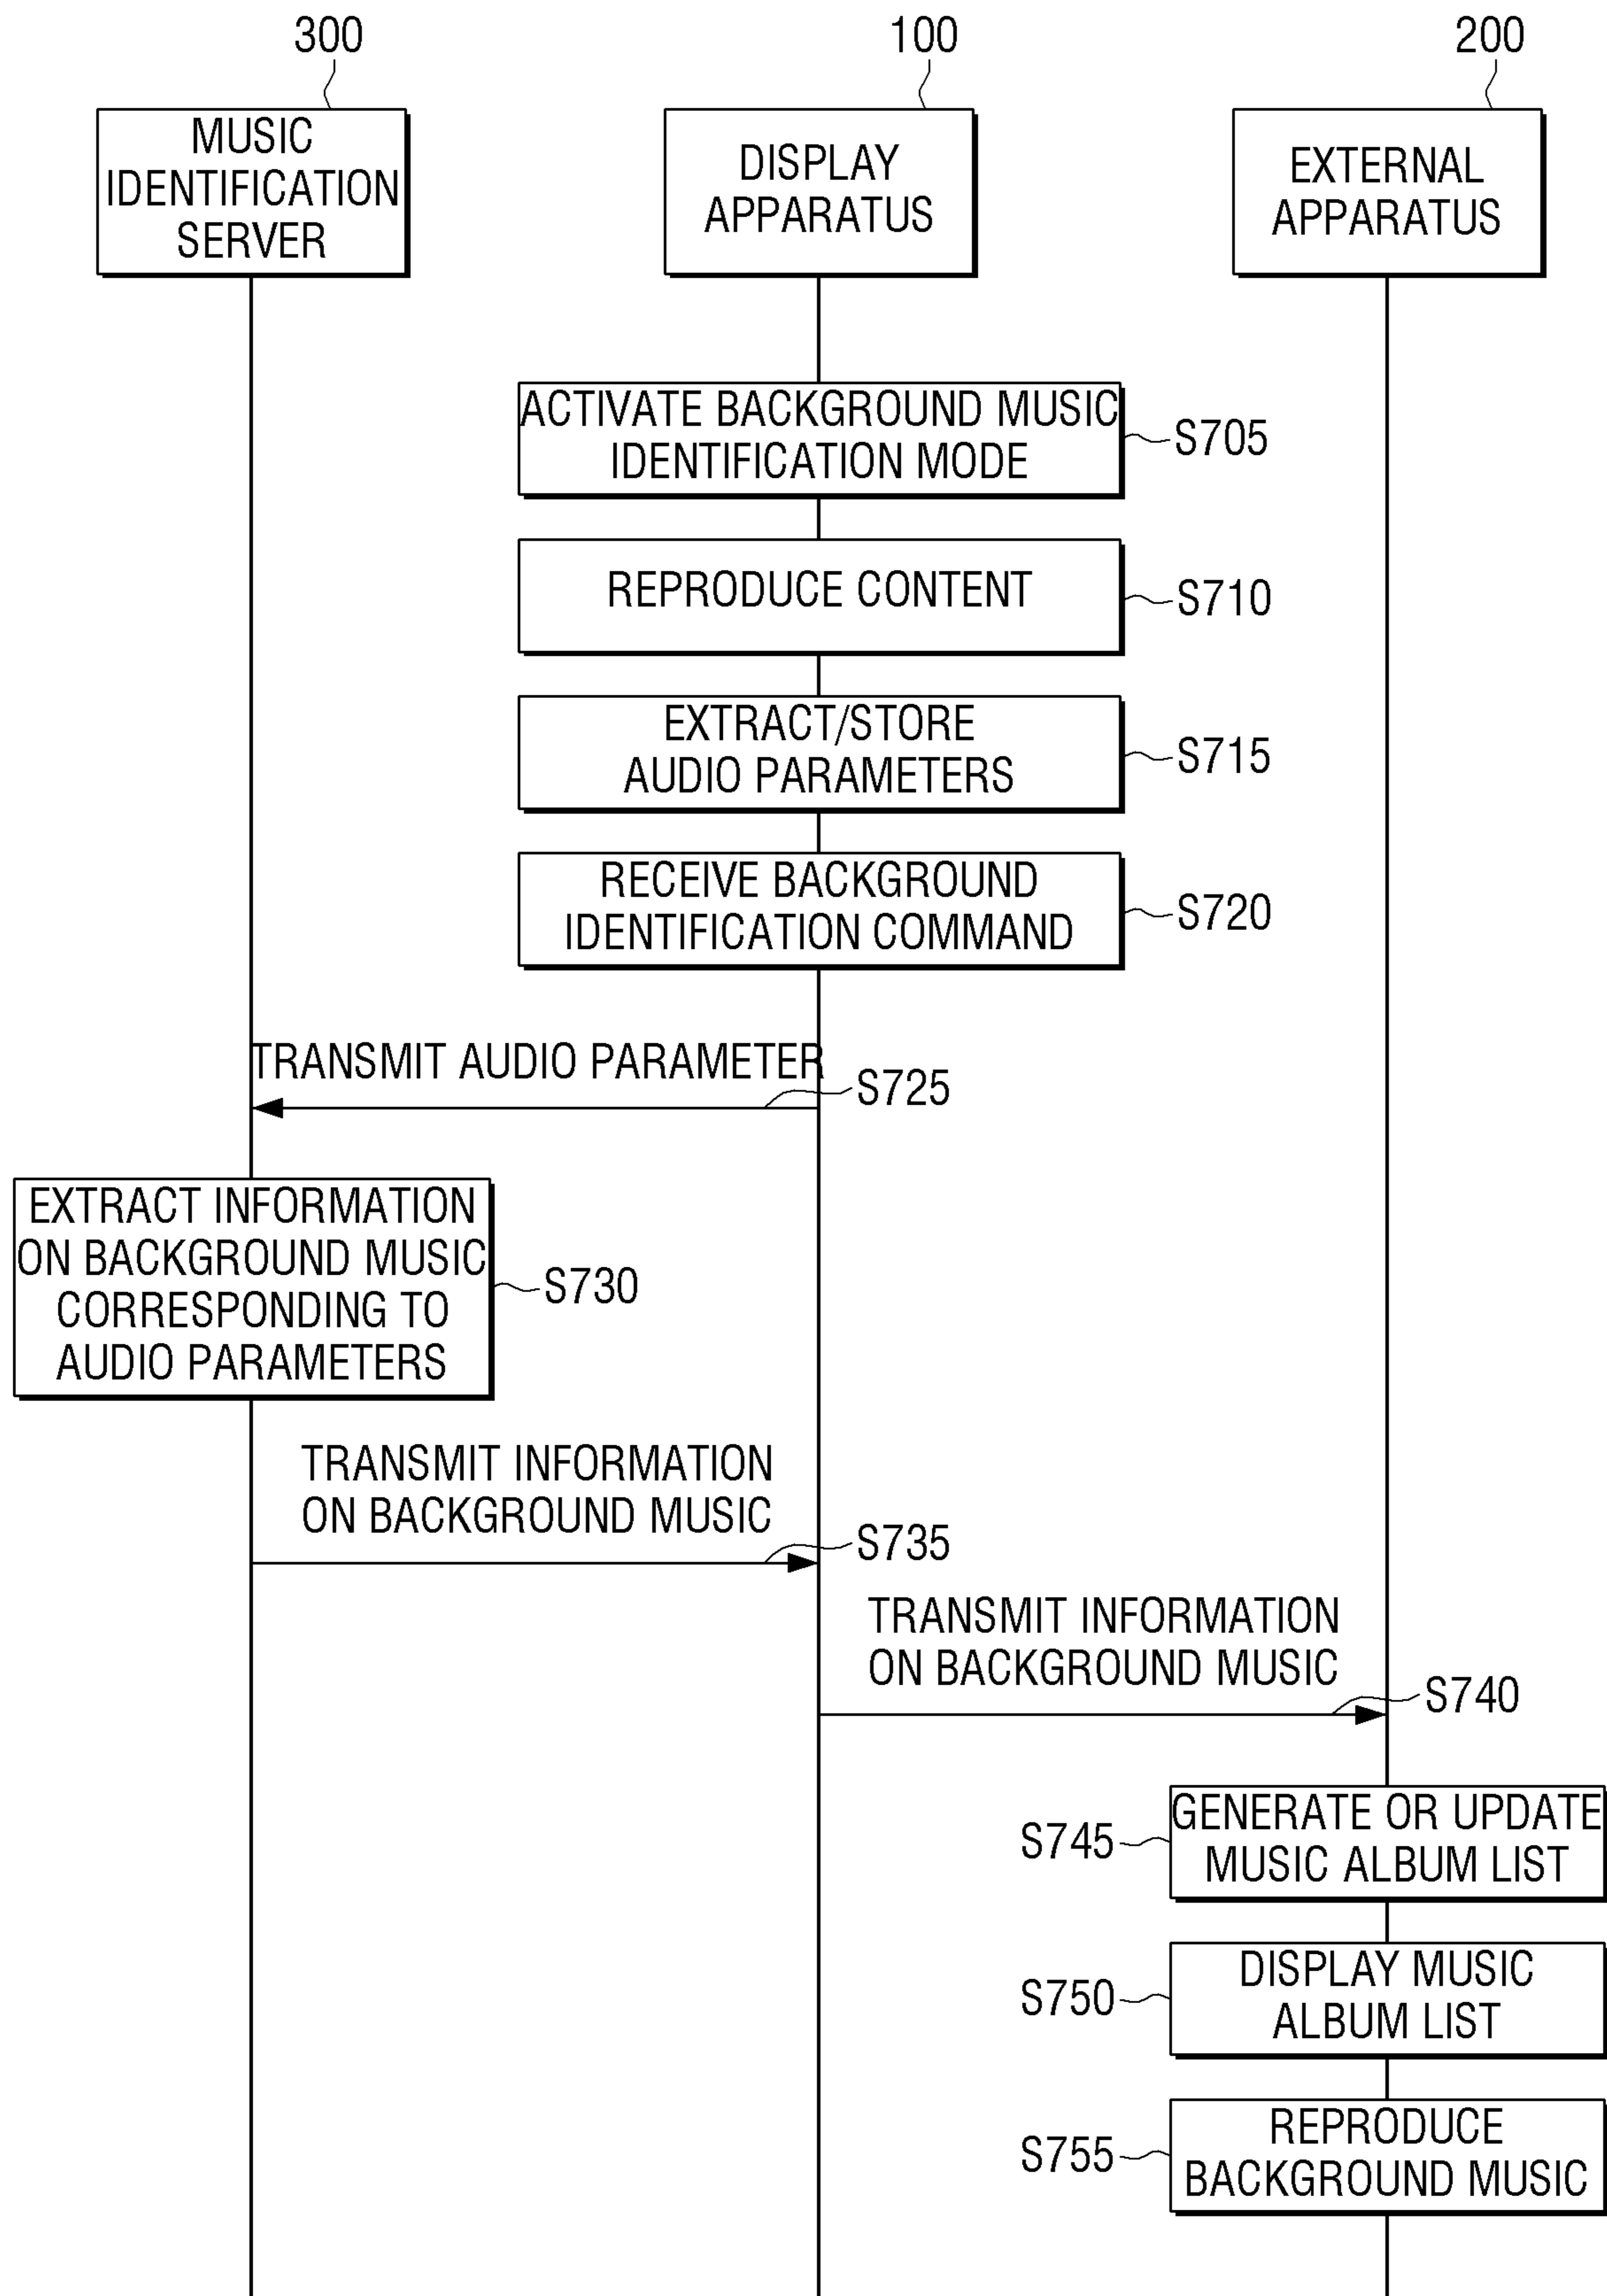 300
100
200
MUSIC
IDENTIFICATION
SERVER
DISPLAY
APPARATUS
EXTERNAL
APPARATUS
ACTIVATE BACKGROUND MUSIC
IDENTIFICATION MODE
S705
REPRODUCE CONTENT
S710
EXTRACT/STORE
AUDIO PARAMETERS
S715
RECEIVE BACKGROUND
IDENTIFICATION COMMAND
S720
TRANSMIT AUDIO PARAMETER
S725
EXTRACT INFORMATION
ON BACKGROUND MUSIC
CORRESPONDING TO
AUDIO PARAMETERS
S730
TRANSMIT INFORMATION
ON BACKGROUND MUSIC
S735
TRANSMIT INFORMATION
ON BACKGROUND MUSIC
S740
S745
GENERATE OR UPDATE
MUSIC ALBUM LIST
S750
DISPLAY MUSIC
ALBUM LIST
S755
REPRODUCE
BACKGROUND MUSIC